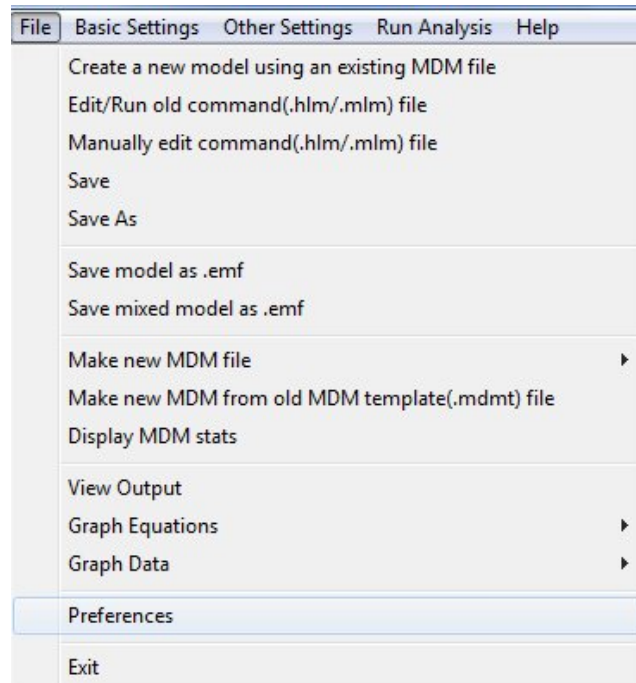 File Basic Settings Other Settings Run Analysis Help
Create a new model using an existing MDM file
Edit/Run old command(.hlm/.mlm) file
Manually edit command(.hlm/.mlm) file
Save
Save As
Save model as .emf
Save mixed model as .emf
Make new MDM file
Make new MDM from old MDM template(.mdmt) file
Display MDM stats
View Output
Graph Equations
Graph Data
Preferences
Exit